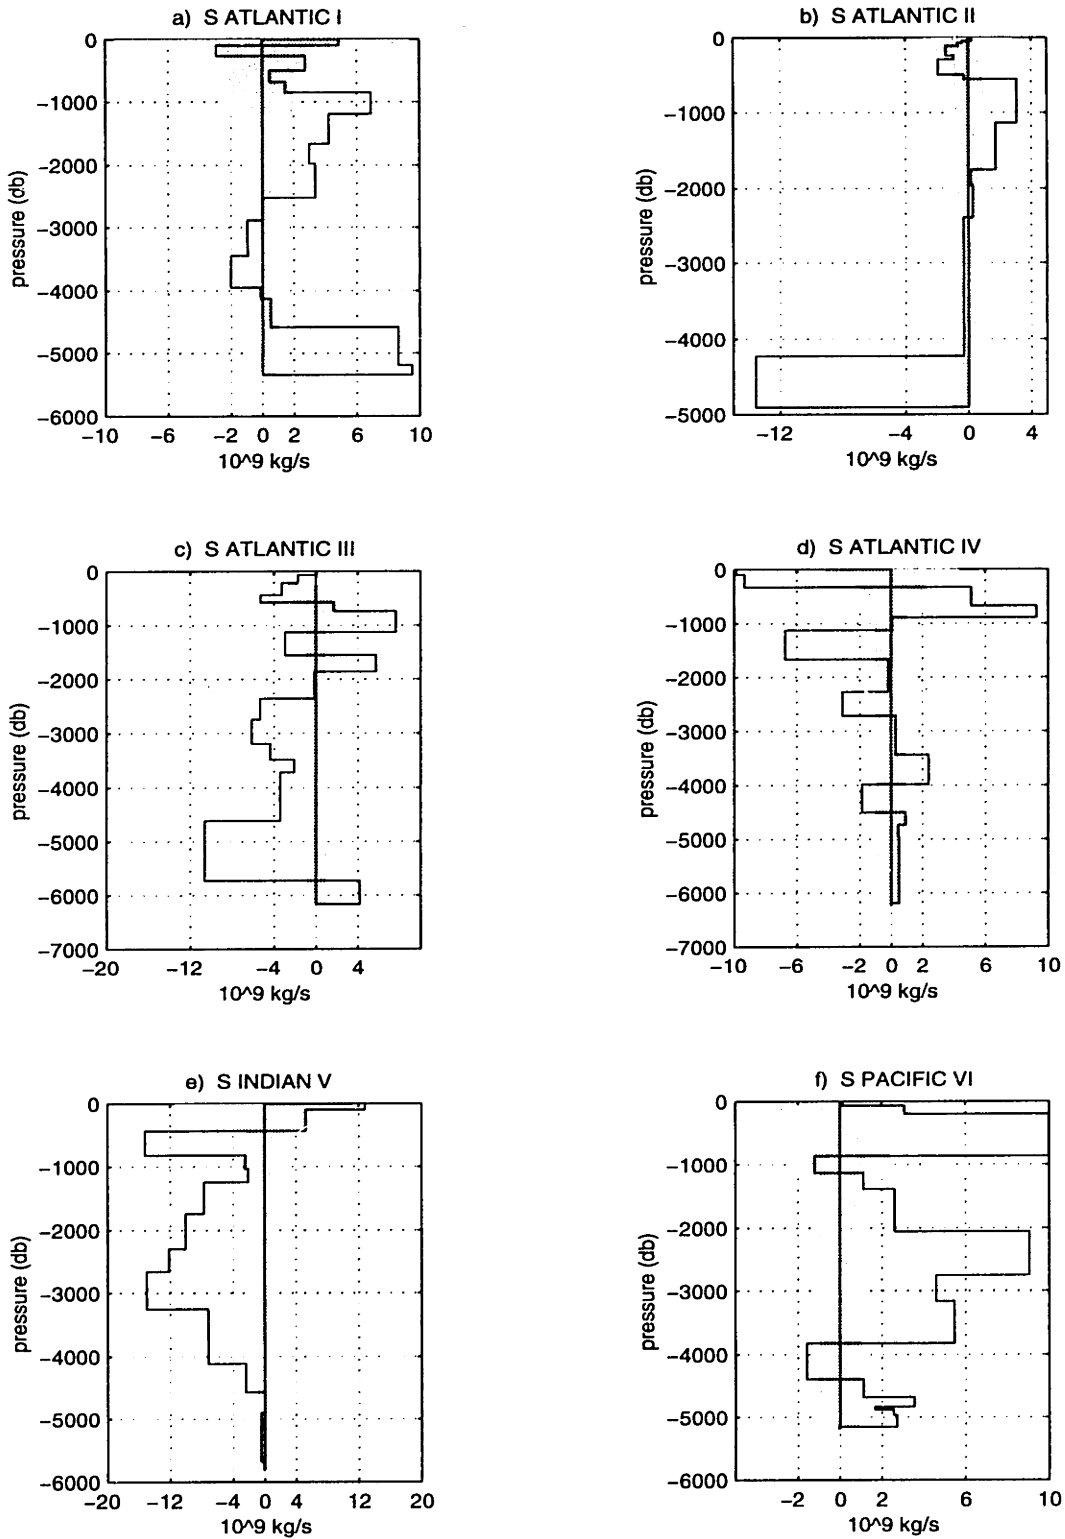 a) S ATLANTIC I
0
−1000
−2000
−3000
−4000
−5000
−6000
pressure (db)
−10 −6 −2 0 2 6 10
10^9 kg/s
b) S ATLANTIC II
0
−1000
−2000
−3000
−4000
−5000
pressure (db)
−12 −4 0 4
10^9 kg/s
c) S ATLANTIC III
0
−1000
−2000
−3000
−4000
−5000
−6000
−7000
pressure (db)
−20 −12 −4 0 4
10^9 kg/s
d) S ATLANTIC IV
0
−1000
−2000
−3000
−4000
−5000
−6000
−7000
pressure (db)
−10 −6 −2 0 2 6 10
10^9 kg/s
e) S INDIAN V
0
−1000
−2000
−3000
−4000
−5000
−6000
pressure (db)
−20 −12 −4 0 4 12 20
10^9 kg/s
f) S PACIFIC VI
0
−1000
−2000
−3000
−4000
−5000
−6000
pressure (db)
−2 0 2 6 10
10^9 kg/s